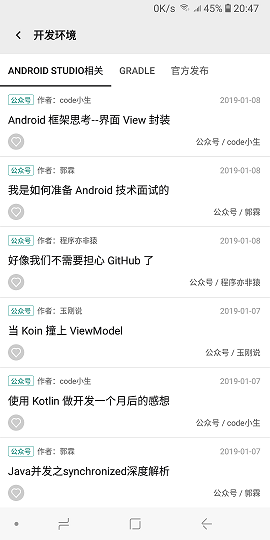 0K/s 45% 20:47
开发环境
ANDROID STUDIO相关 GRADLE 官方发布
公众号 作者：code小生 2019-01-08
Android 框架思考--界面 View 封装
公众号 / code小生
公众号 作者：郭霖 2019-01-08
我是如何准备 Android 技术面试的
公众号 / 郭霖
公众号 作者：程序亦非猿 2019-01-08
好像我们不需要担心 GitHub 了
公众号 / 程序亦非猿
公众号 作者：玉刚说 2019-01-07
当 Koin 撞上 ViewModel
公众号 / 玉刚说
公众号 作者：code小生 2019-01-07
使用 Kotlin 做开发一个月后的感想
公众号 / code小生
公众号 作者：郭霖 2019-01-07
Java并发之synchronized深度解析
公众号 / 郭霖